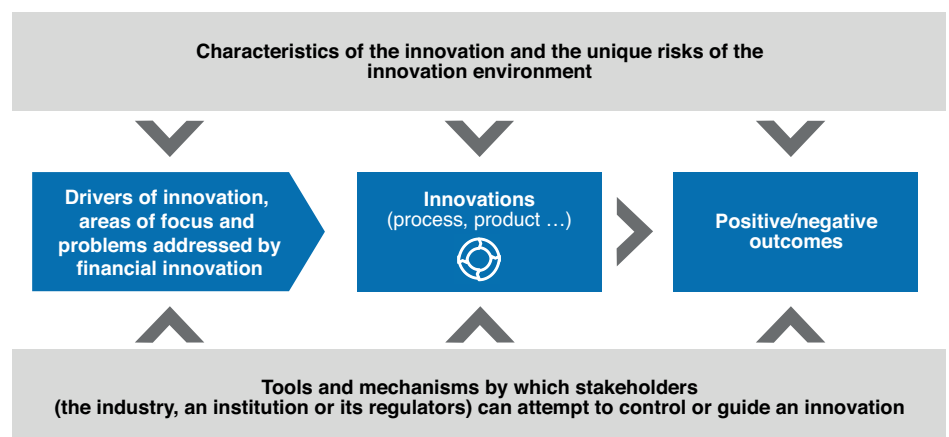 Characteristics of the innovation and the unique risks of the
innovation environment
Drivers of innovation,
areas of focus and
problems addressed by
financial innovation
Innovations
(process, product …)
Positive/negative
outcomes
Tools and mechanisms by which stakeholders
(the industry, an institution or its regulators) can attempt to control or guide an innovation